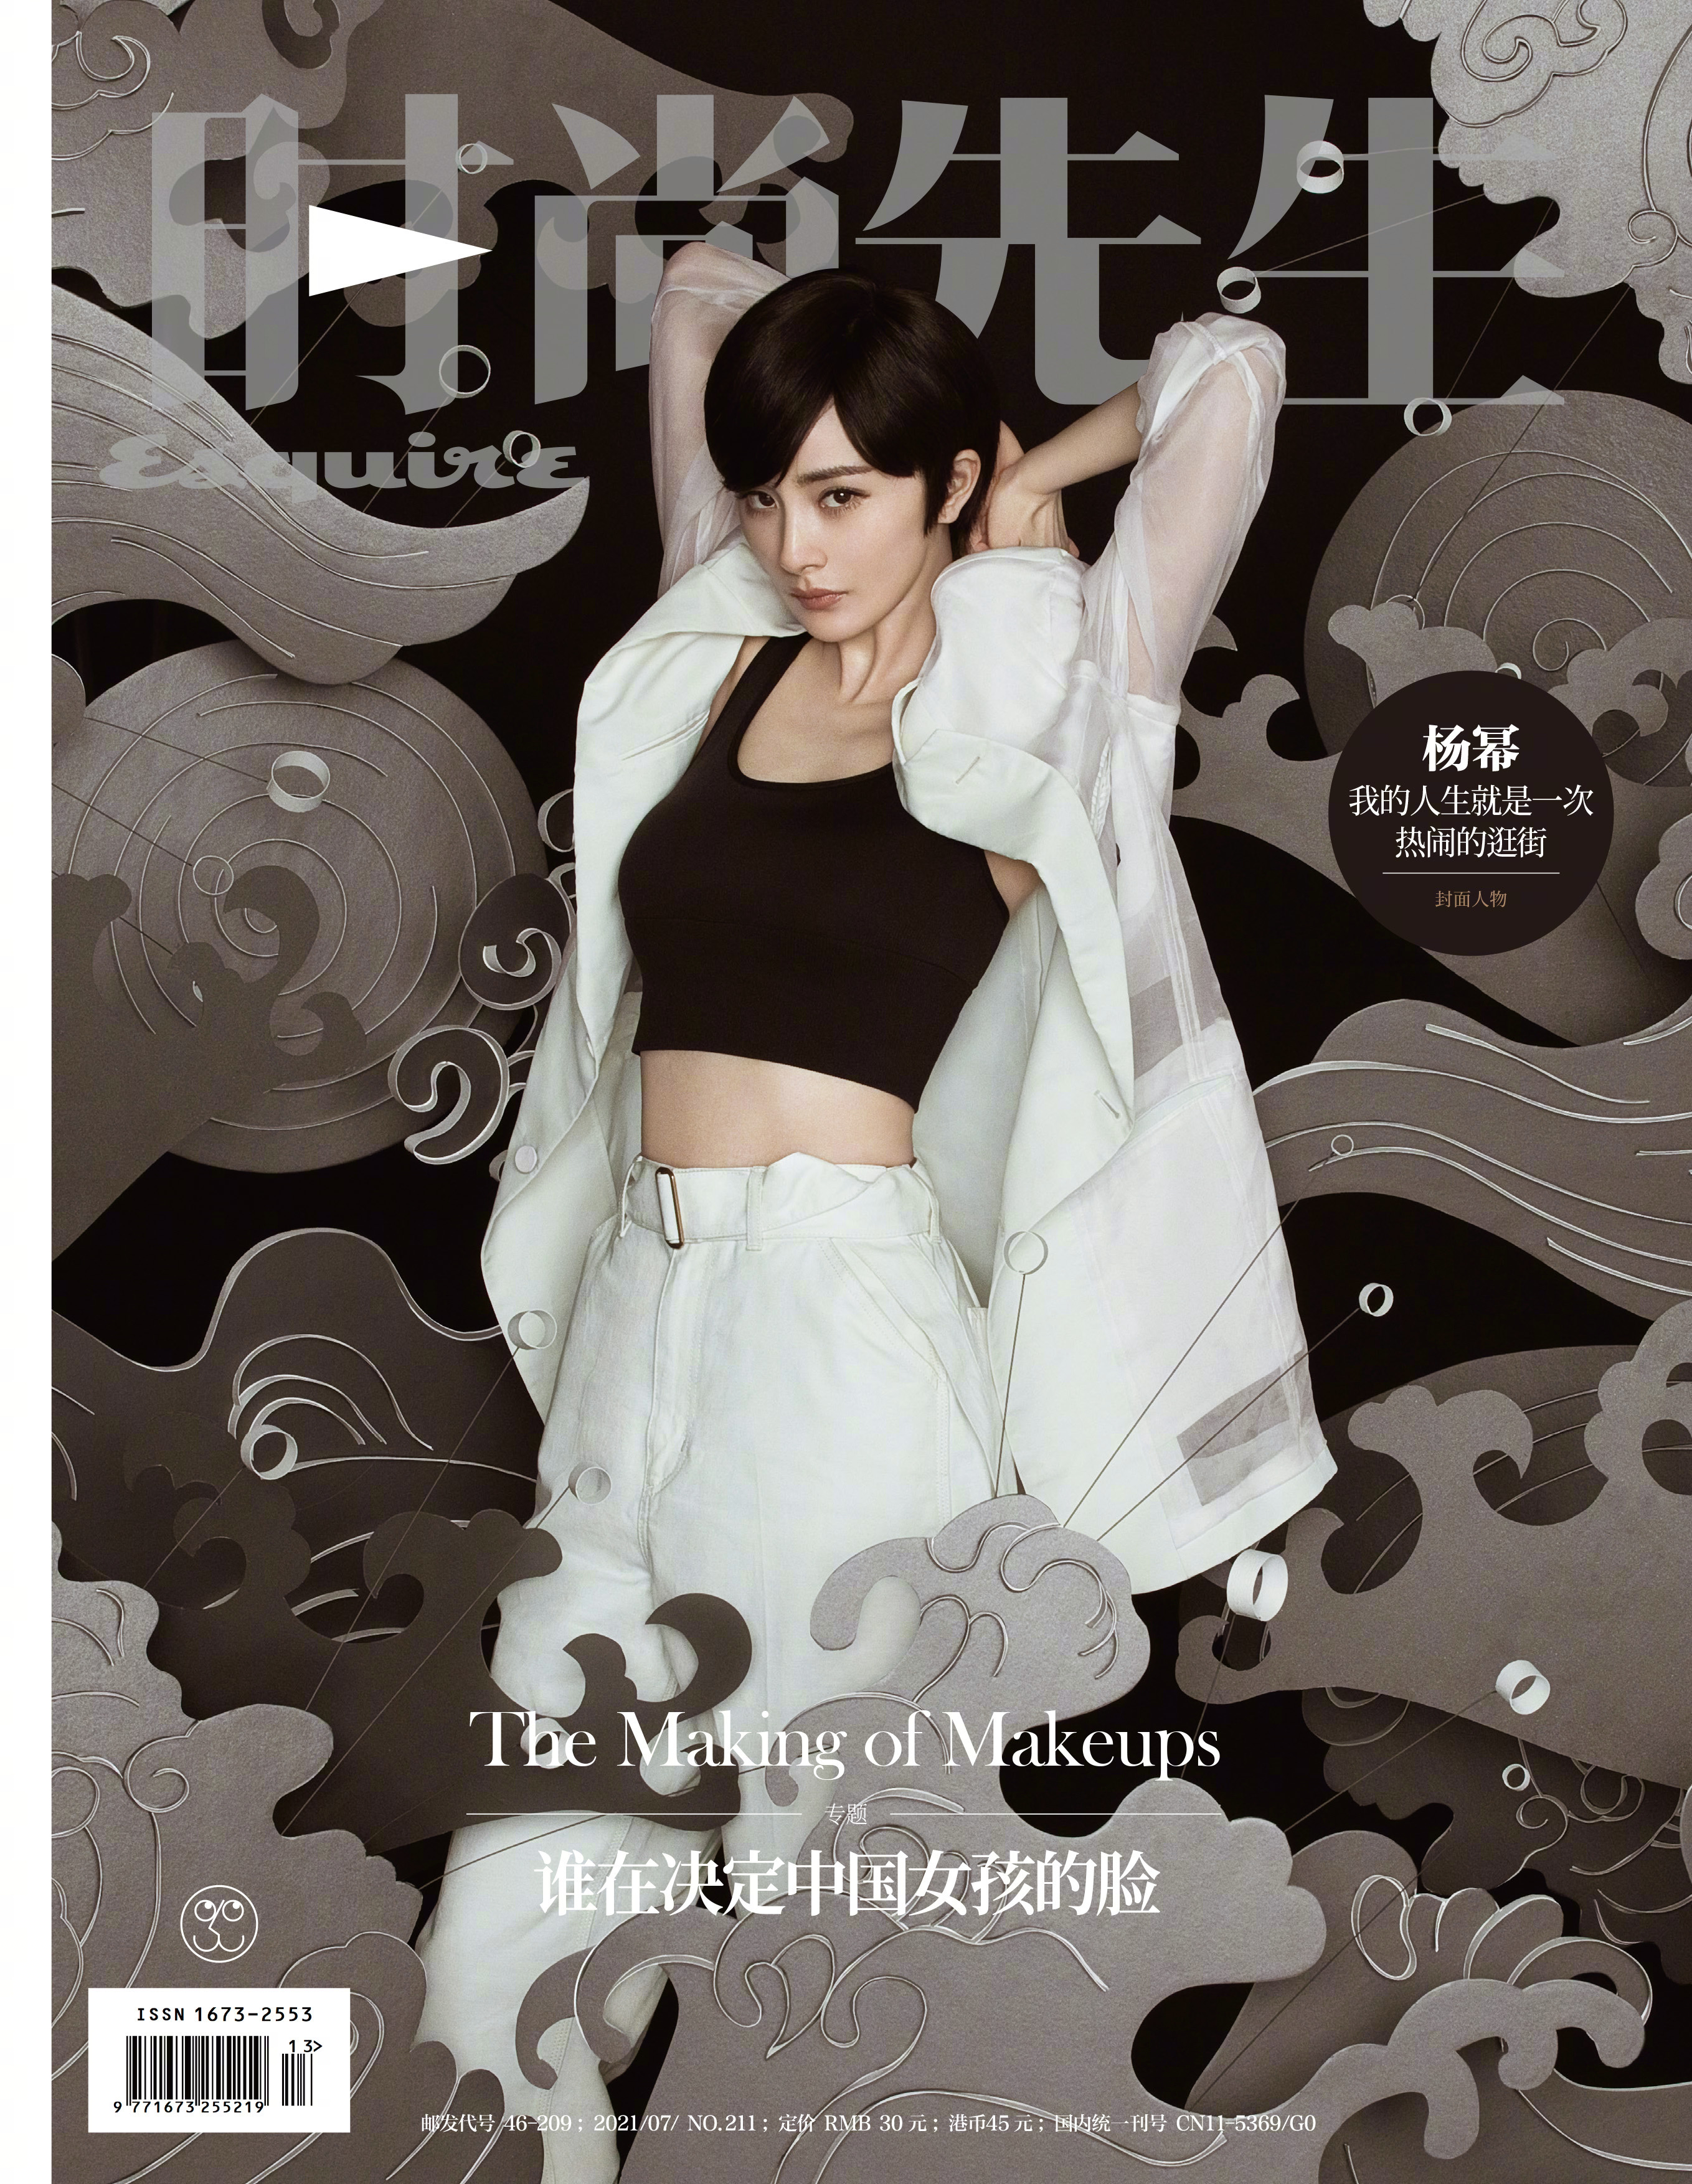 时尚先生
Esquire
杨幂
我的人生就是一次
热闹的逛街
封面人物
The Making of Makeups
专题
谁在决定中国女孩的脸
ISSN 1673-2553
13>
9 771673 255219
邮发代号 46-209； 2021/07/ NO.211； 定价 RMB 30 元； 港币45 元； 国内统一刊号 CN11-5369/G0